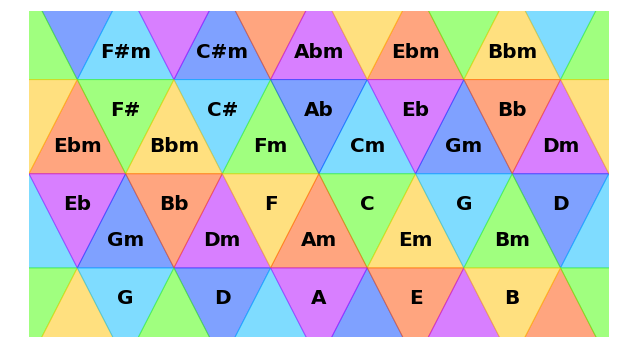 F#m C#m Abm Ebm Bbm
F# C# Ab Eb Bb
Ebm Bbm Fm Cm Gm Dm
Eb Bb F C G D
Gm Dm Am Em Bm
G D A E B